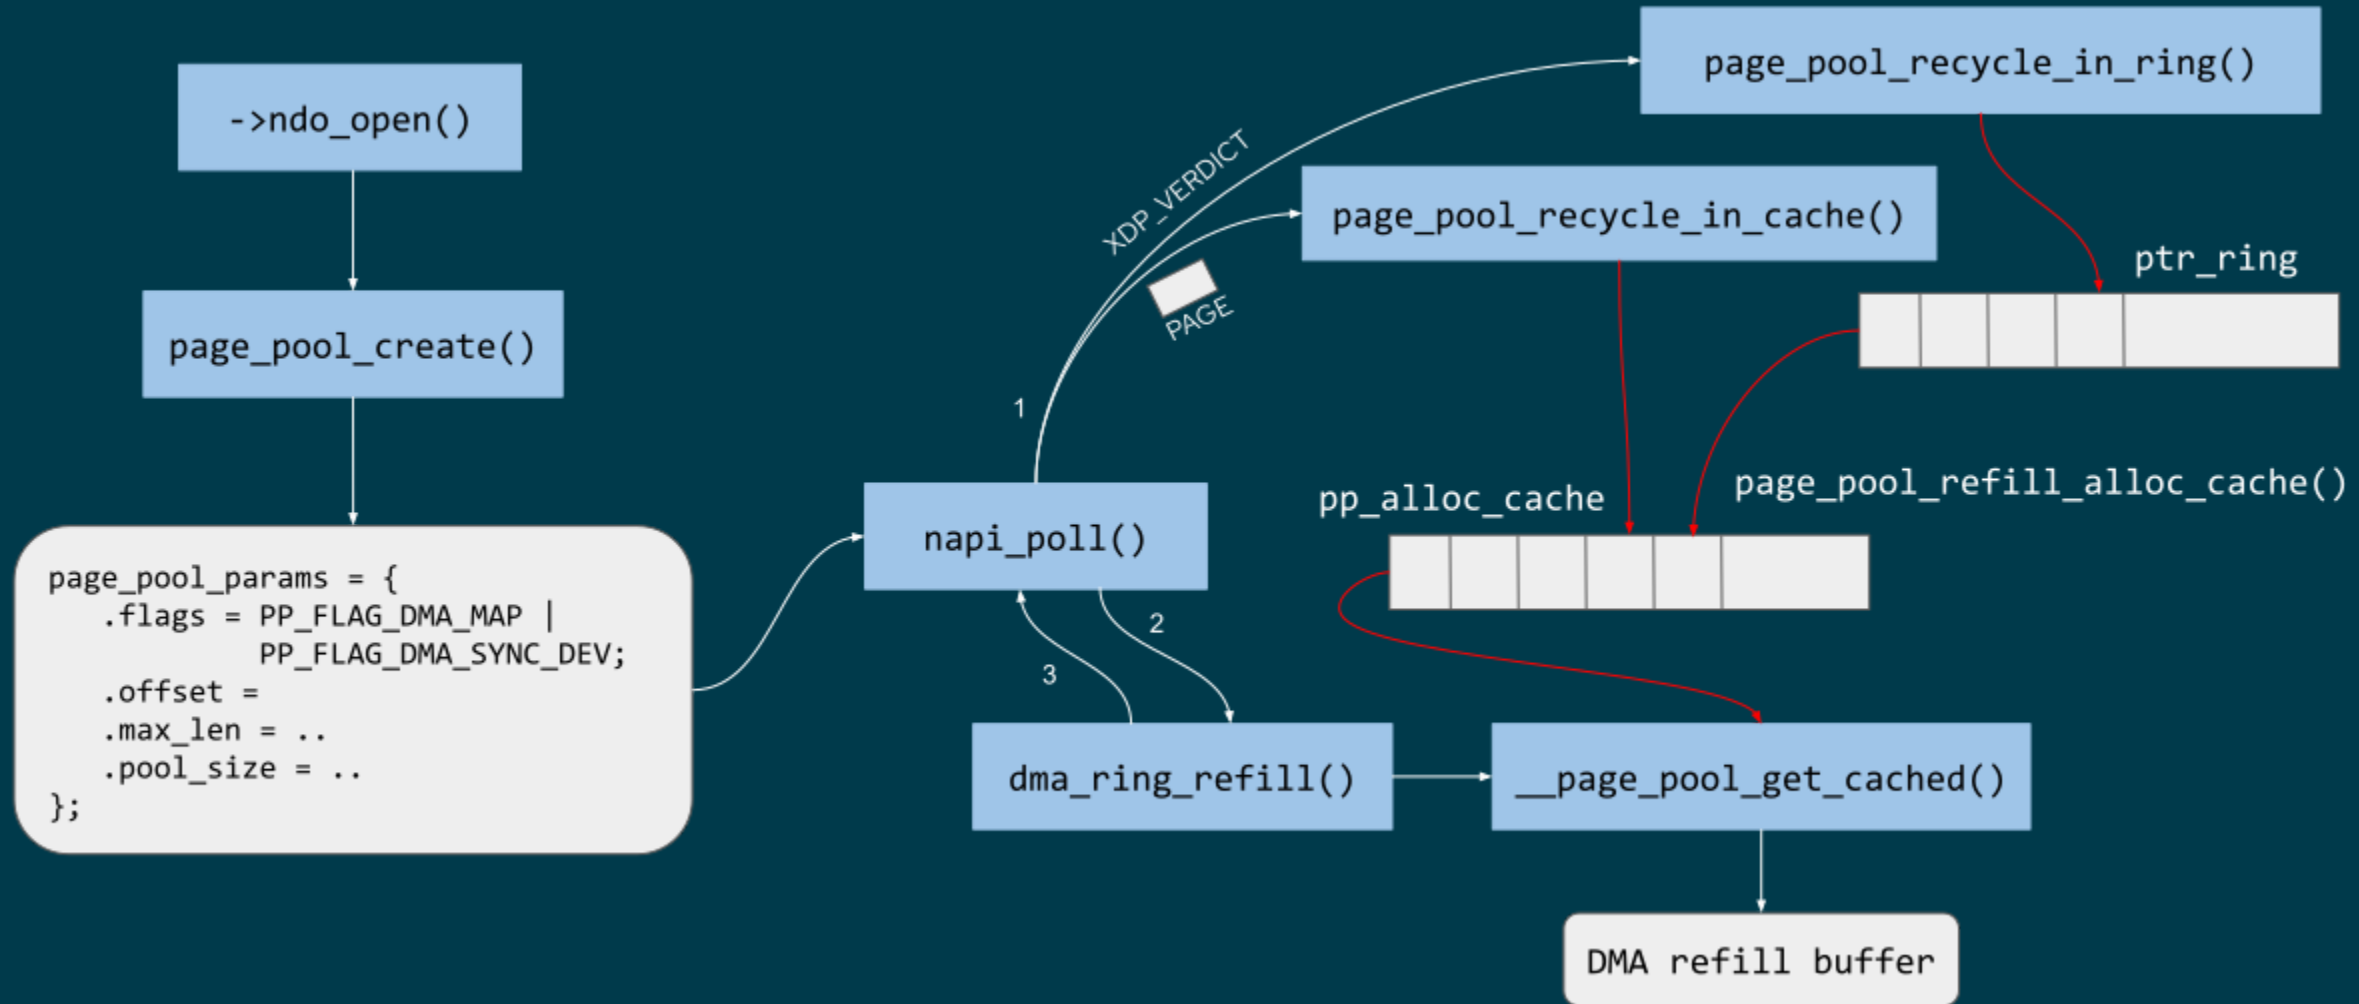 ->ndo_open()
page_pool_create()
page_pool_params = {
.flags = PP_FLAG_DMA_MAP |
PP_FLAG_DMA_SYNC_DEV;
.offset =
.max_len = ..
.pool_size = ..
};
napi_poll()
1
XDP_VERDICT
PAGE
page_pool_recycle_in_ring()
page_pool_recycle_in_cache()
ptr_ring
pp_alloc_cache
page_pool_refill_alloc_cache()
2
3
dma_ring_refill()
__page_pool_get_cached()
DMA refill buffer